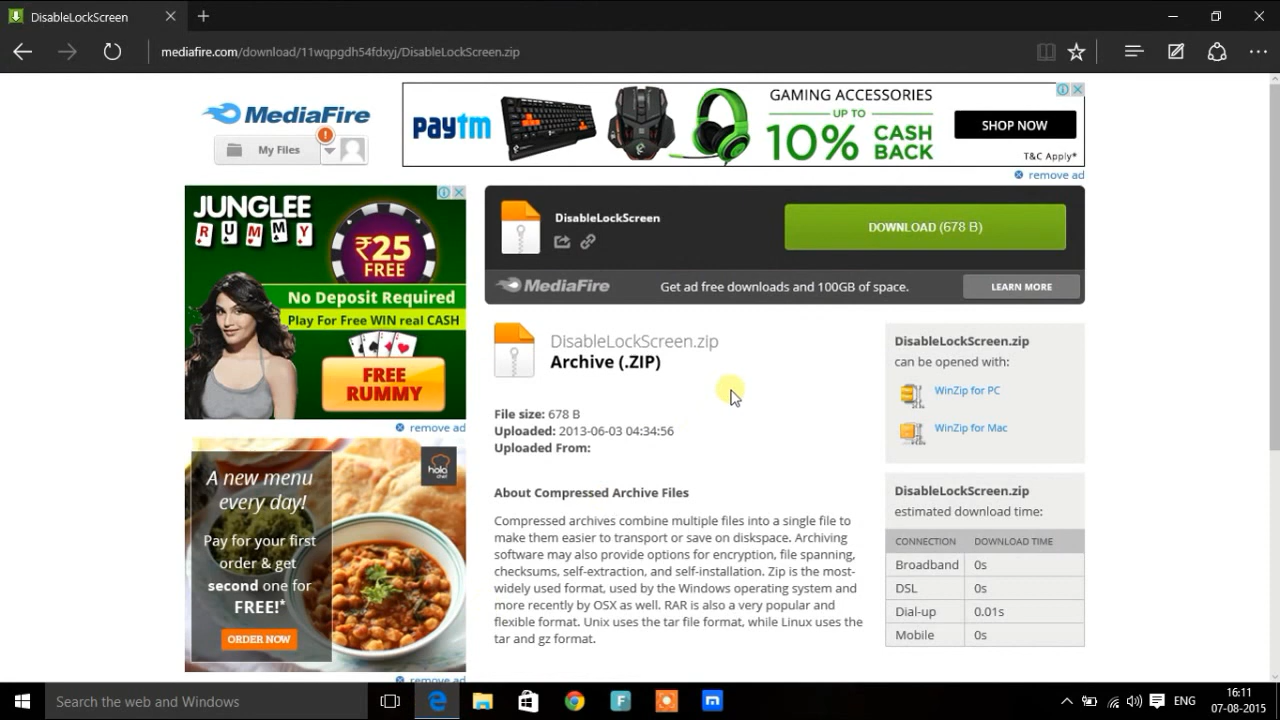 DisableLockScreen
mediafire.com/download/11wqpgdh54fdxyj/DisableLockScreen.zip
MediaFire
My Files
!
paytm
GAMING ACCESSORIES
UP TO
10% CASH BACK
SHOP NOW
T&C Apply*
remove ad
JUNGLEE
RUMMY
₹25
FREE
No Deposit Required
Play For Free WIN real CASH
FREE
RUMMY
remove ad
DisableLockScreen
DOWNLOAD (678 B)
MediaFire
Get ad free downloads and 100GB of space.
LEARN MORE
DisableLockScreen.zip
Archive (.ZIP)
File size: 678 B
Uploaded: 2013-06-03 04:34:56
Uploaded From:
About Compressed Archive Files
Compressed archives combine multiple files into a single file to
make them easier to transport or save on diskspace. Archiving
software may also provide options for encryption, file spanning,
checksums, self-extraction, and self-installation. Zip is the most-
widely used format, used by the Windows operating system and
more recently by OSX as well. RAR is also a very popular and
flexible format. Unix uses the tar file format, while Linux uses the
tar and gz format.
DisableLockScreen.zip
can be opened with:
WinZip for PC
WinZip for Mac
DisableLockScreen.zip
estimated download time:
CONNECTION DOWNLOAD TIME
Broadband 0s
DSL 0s
Dial-up 0.01s
Mobile 0s
A new menu
every day!
Pay for your first
order & get
second one for
FREE!*
ORDER NOW
hola
chef
remove ad
Search the web and Windows
F
ENG
16:11
07-08-2015